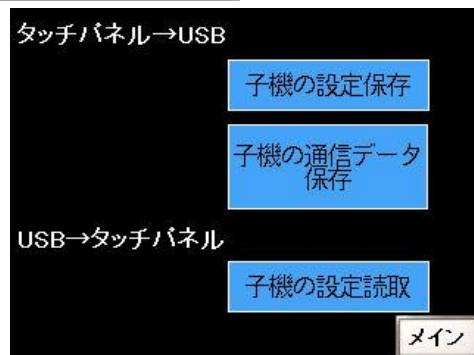 タッチパネル→USB
子機の設定保存
子機の通信データ
保存
USB→タッチパネル
子機の設定読取
メイン